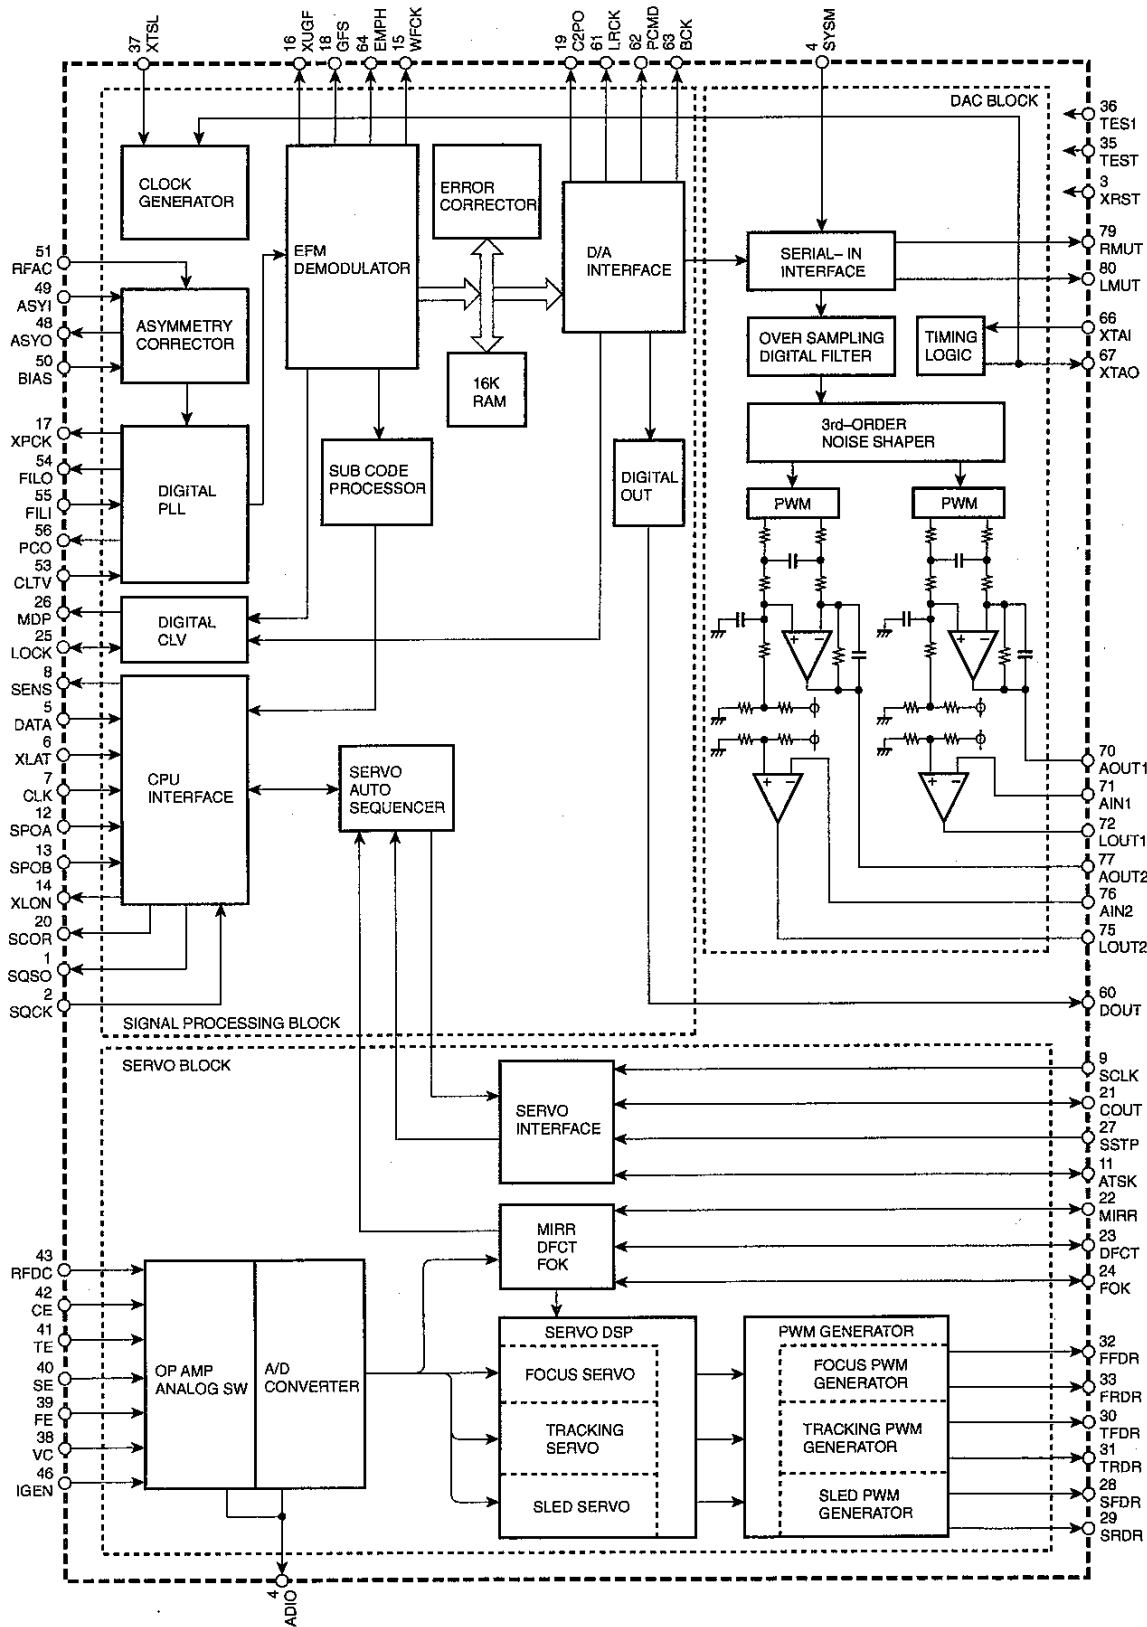 37
XTSL
16
XUGF
18
GFS
64
EMPH
15
WFCK
19
C2PO
61
LRCK
62
PCMD
63
BCK
4
SYSM
DAC BLOCK
36
TES1
35
TEST
3
XRST
79
RMUT
80
LMUT
66
XTAI
67
XTAO
CLOCK
GENERATOR
EFM
DEMODULATOR
ERROR
CORRECTOR
D/A
INTERFACE
SERIAL-IN
INTERFACE
51
RFAC
49
ASYI
48
ASYO
50
BIAS
ASYMMETRY
CORRECTOR
16K
RAM
OVER SAMPLING
DIGITAL FILTER
TIMING
LOGIC
3rd-ORDER
NOISE SHAPER
17
XPCK
54
FILO
55
FILI
56
PCO
53
CLTV
DIGITAL
PLL
SUB CODE
PROCESSOR
DIGITAL
OUT
PWM
PWM
26
MDP
25
LOCK
DIGITAL
CLV
+ −
+ −
8
SENS
5
DATA
6
XLAT
7
CLK
12
SPOA
13
SPOB
14
XLON
20
SCOR
1
SQSO
2
SQCK
CPU
INTERFACE
SERVO
AUTO
SEQUENCER
+ −
+ −
70
AOUT1
71
AIN1
72
LOUT1
77
AOUT2
76
AIN2
75
LOUT2
60
DOUT
SIGNAL PROCESSING BLOCK
SERVO BLOCK
SERVO
INTERFACE
9
SCLK
21
COUT
27
SSTP
11
ATSK
22
MIRR
23
DFCT
24
FOK
MIRR
DFCT
FOK
43
RFDC
42
CE
41
TE
40
SE
39
FE
38
VC
46
IGEN
OP AMP
ANALOG SW
A/D
CONVERTER
SERVO DSP
FOCUS SERVO
TRACKING
SERVO
SLED SERVO
PWM GENERATOR
FOCUS PWM
GENERATOR
TRACKING PWM
GENERATOR
SLED PWM
GENERATOR
32
FFDR
33
FRDR
30
TFDR
31
TRDR
28
SFDR
29
SRDR
4
ADIO